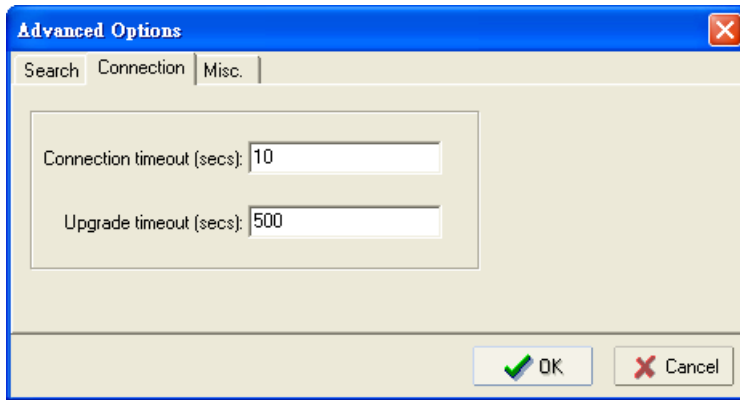 Advanced Options
Search Connection Misc.
Connection timeout (secs): 10
Upgrade timeout (secs): 500
OK Cancel